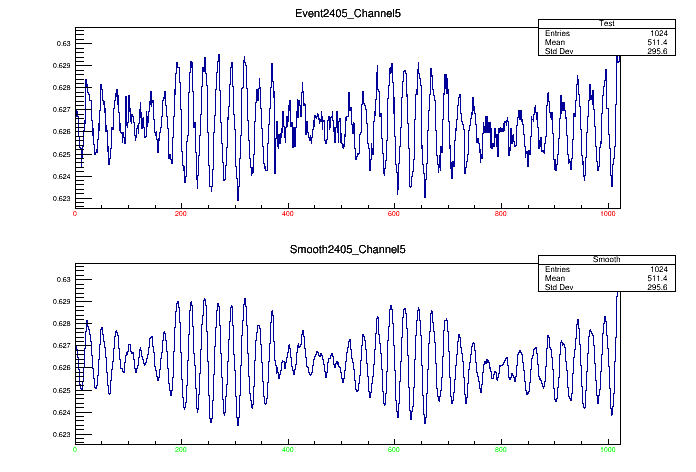 Event2405_Channel5
Test
Entries 1024
Mean 511.4
Std Dev 295.6
0.63
0.629
0.628
0.627
0.626
0.625
0.624
0.623
0 200 400 600 800 1000
Smooth2405_Channel5
Smooth
Entries 1024
Mean 511.4
Std Dev 295.6
0.63
0.629
0.628
0.627
0.626
0.625
0.624
0.623
0 200 400 600 800 1000